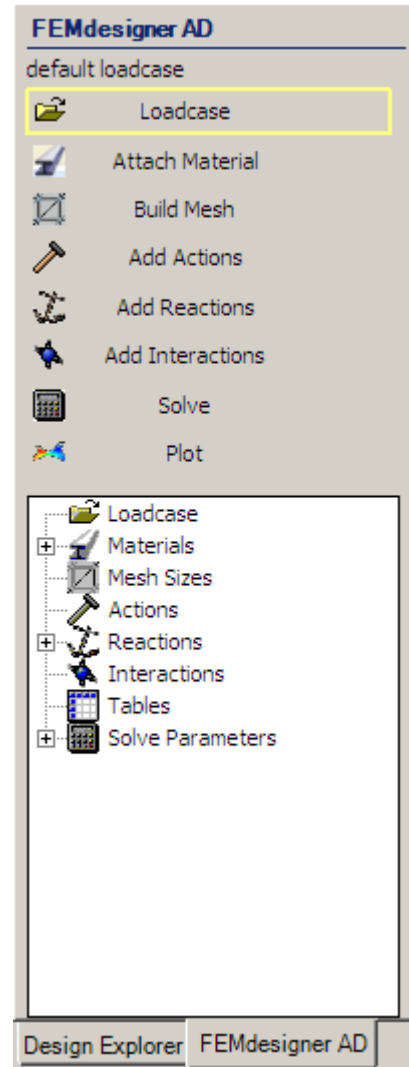 FEMdesigner AD
default loadcase
Loadcase
Attach Material
Build Mesh
Add Actions
Add Reactions
Add Interactions
Solve
Plot
Loadcase
Materials
Mesh Sizes
Actions
Reactions
Interactions
Tables
Solve Parameters
Design Explorer FEMdesigner AD